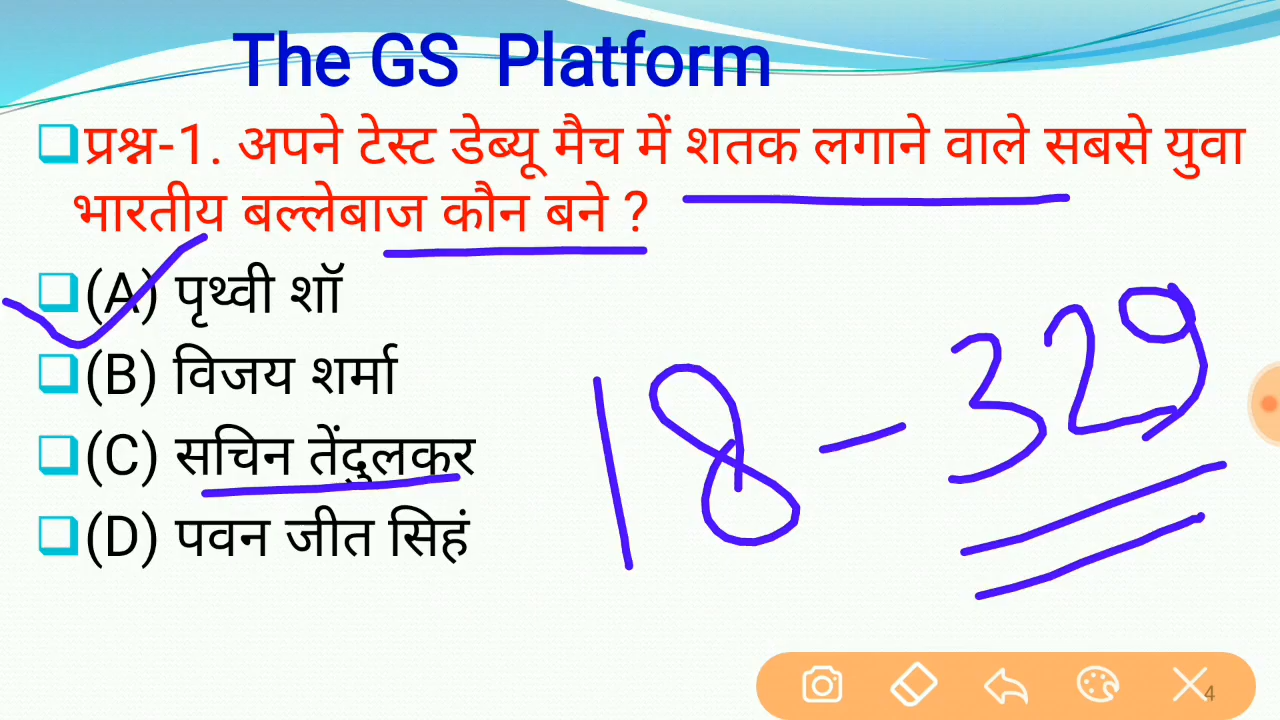 The GS Platform
प्रश्न-1. अपने टेस्ट डेब्यू मैच में शतक लगाने वाले सबसे युवा
भारतीय बल्लेबाज कौन बने ?
(A) पृथ्वी शॉ
(B) विजय शर्मा
(C) सचिन तेंदुलकर
(D) पवन जीत सिहं
18 - 329
4